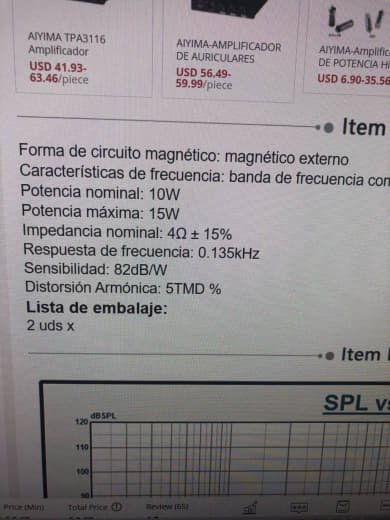 AIYIMA TPA3116
Amplificador
USD 41.93-
63.46/piece
AIYIMA-AMPLIFICADOR
DE AURICULARES
USD 56.49-
59.99/piece
AIYIMA-Amplific
DE POTENCIA Hi
USD 6.90-35.56
Item
Forma de circuito magnético: magnético externo
Características de frecuencia: banda de frecuencia com
Potencia nominal: 10W
Potencia máxima: 15W
Impedancia nominal: 4Ω ± 15%
Respuesta de frecuencia: 0.135kHz
Sensibilidad: 82dB/W
Distorsión Armónica: 5TMD %
Lista de embalaje:
2 uds x
Item
SPL vs
dBSPL
120
110
100
90
Price (Min)
Total Price
Review (65)